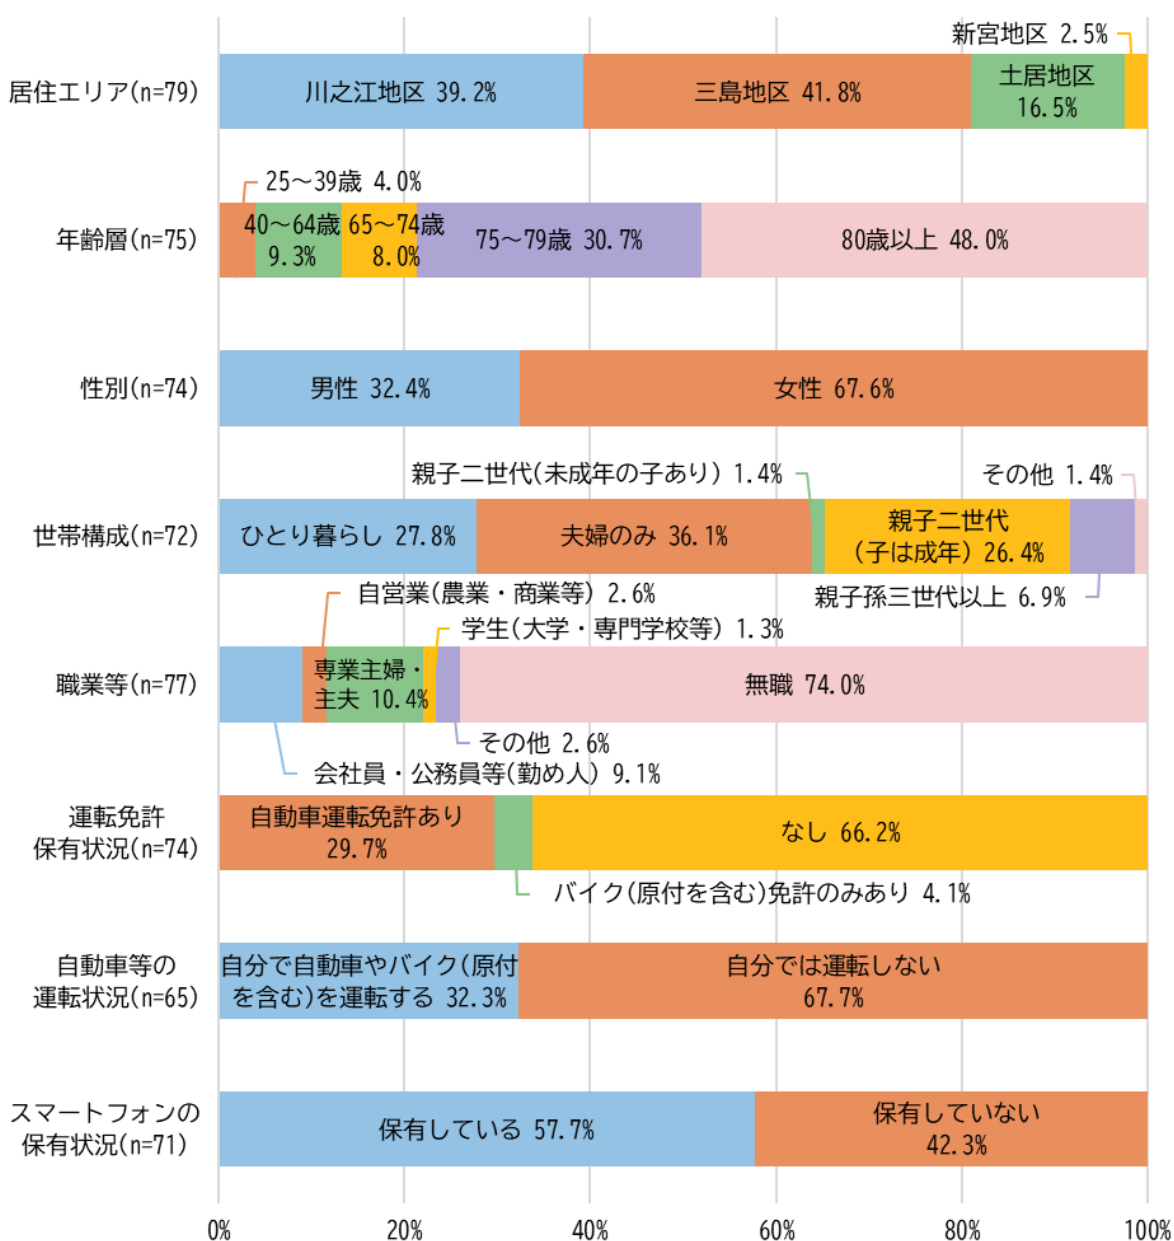 新宮地区 2.5%
居住エリア(n=79)
川之江地区 39.2%
三島地区 41.8%
土居地区
16.5%
25～39歳 4.0%
年齢層(n=75)
40～64歳
9.3%
65～74歳
8.0%
75～79歳 30.7%
80歳以上 48.0%
性別(n=74)
男性 32.4%
女性 67.6%
親子二世代(未成年の子あり) 1.4%
その他 1.4%
世帯構成(n=72)
ひとり暮らし 27.8%
夫婦のみ 36.1%
親子二世代
(子は成年) 26.4%
親子孫三世代以上 6.9%
自営業(農業・商業等) 2.6%
学生(大学・専門学校等) 1.3%
職業等(n=77)
専業主婦・
主夫 10.4%
無職 74.0%
その他 2.6%
会社員・公務員等(勤め人) 9.1%
運転免許
保有状況(n=74)
自動車運転免許あり
29.7%
なし 66.2%
バイク(原付を含む)免許のみあり 4.1%
自動車等の
運転状況(n=65)
自分で自動車やバイク(原付
を含む)を運転する 32.3%
自分では運転しない
67.7%
スマートフォンの
保有状況(n=71)
保有している 57.7%
保有していない
42.3%
0%
20%
40%
60%
80%
100%